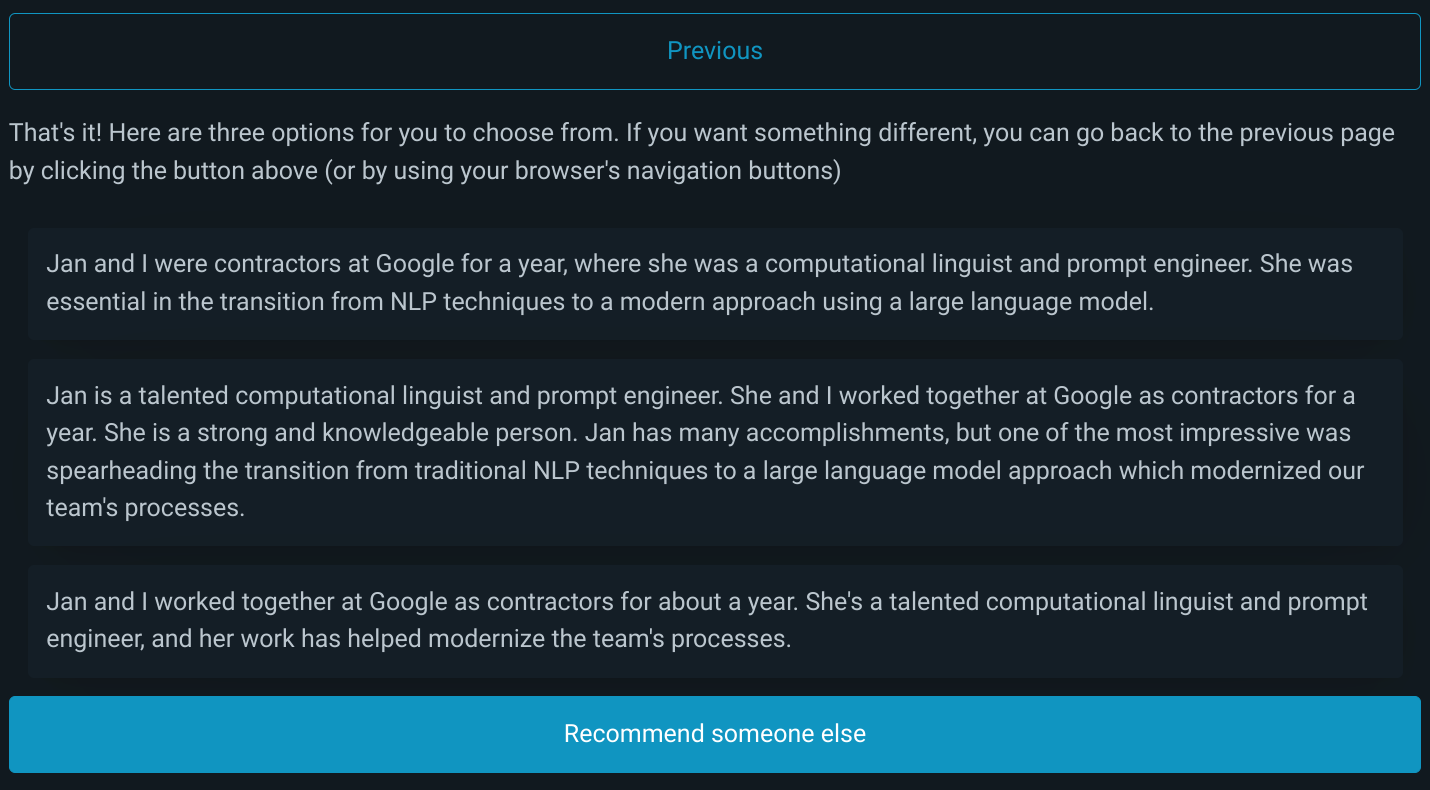 Previous
That's it! Here are three options for you to choose from. If you want something different, you can go back to the previous page
by clicking the button above (or by using your browser's navigation buttons)
Jan and I were contractors at Google for a year, where she was a computational linguist and prompt engineer. She was
essential in the transition from NLP techniques to a modern approach using a large language model.
Jan is a talented computational linguist and prompt engineer. She and I worked together at Google as contractors for a
year. She is a strong and knowledgeable person. Jan has many accomplishments, but one of the most impressive was
spearheading the transition from traditional NLP techniques to a large language model approach which modernized our
team's processes.
Jan and I worked together at Google as contractors for about a year. She's a talented computational linguist and prompt
engineer, and her work has helped modernize the team's processes.
Recommend someone else